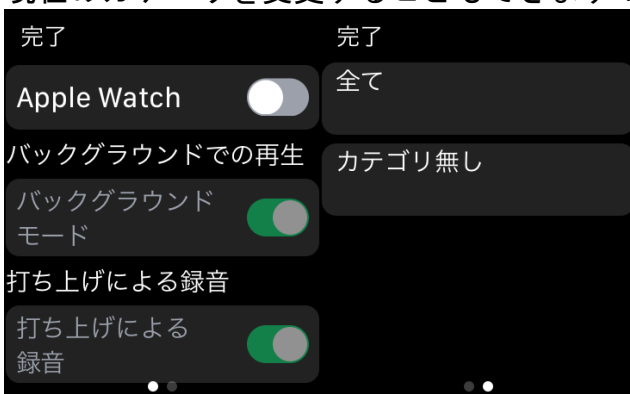 完了
Apple Watch
バックグラウンドでの再生
バックグラウンド
モード
打ち上げによる録音
打ち上げによる
録音
完了
全て
カテゴリ無し